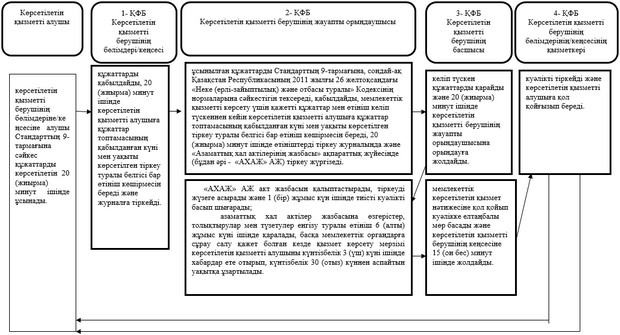 Көрсетілетін
қызметті алушы
1- ҚФБ
Көрсетілетін
қызметті
берушінің
бөлімдері/кеңсесі
2- ҚФБ
Көрсетілетін қызметті берушінің жауапты орындаушысы
3- ҚФБ
Көрсетілетін
қызметті
берушінің
басшысы
4- ҚФБ
Көрсетілетін қызметті
берушінің
бөлімдерінің/кеңсесінің
қызметкері
көрсетілетін
қызметті
берушінің
бөлімдеріне/ке
ңсесіне алушы
Стандарттың 9-
тармағына
сәйкес
құжаттарды
көрсетілетін 20
(жиырма)
минут ішінде
ұсынады.
құжаттарды
қабылдайды, 20
(жиырма) минут
ішінде
көрсетілетін
қызметті алушыға
құжаттар
топтамасының
қабылданған күні
мен уақыты
көрсетілген тіркеу
туралы белгісі бар
өтініш көшірмесін
береді және
журналға тіркейді.
ұсынылған құжаттарды Стандарттың 9-тармағына, сондай-ақ
Қазақстан Республикасының 2011 жылғы 26 желтоқсандағы
«Неке (ерлі-зайыптылық) және отбасы туралы» Кодексінің
нормаларына сәйкестігін тексереді, қабылдайды, мемлекеттік
қызметті көрсету үшін қажетті құжаттар мен өтініш келіп
түскеннен кейін көрсетілетін қызметті алушыға құжаттар
топтамасының қабылданған күні мен уақыты көрсетілген
тіркеу туралы белгісі бар өтініш көшірмесін береді, 20
(жиырма) минут ішінде өтініштерді тіркеу журналында және
«Азаматтық хал актілерінің жазбасы» ақпараттық жүйесінде
(бұдан әрі - «АХАЖ» АЖ) тіркеу жүргізеді.
«АХАЖ» АЖ акт жазбасын қалыптастырады, тіркеуді
жүзеге асырады және 1 (бір) жұмыс күн ішінде тиісті куәлікті
басып шығарады;
азаматтық хал актілер жазбасына өзгерістер,
толықтырулар мен түзетулер енгізу туралы өтініш 6 (алты)
жұмыс күні ішінде қаралады, басқа мемлекеттік органдарға
сұрау салу қажет болған кезде қызмет көрсету мерзімі
көрсетілетін қызметті алушыны күнтізбелік 3 (үш) күні ішінде
хабардар ете отырып, күнтізбелік 30 (отыз) күннен аспайтын
уақытқа ұзартылады.
келіп түскен
құжаттарды қарайды
және 20 (жиырма)
минут ішінде
көрсетілетін
қызметті берушінің
жауапты
орындаушысына
орындауға
жолдайды.
мемлекеттік
көрсетілетін қызмет
нәтижесіне қол қойып
куәлікке елтаңбалы
мөр басады және
көрсетілетін қызметті
берушінің кеңсесіне
15 (он бес) минут
ішінде жолдайды.
куәлікті тіркейді және
көрсетілетін қызметті
алушыға қол
қойғызып береді.